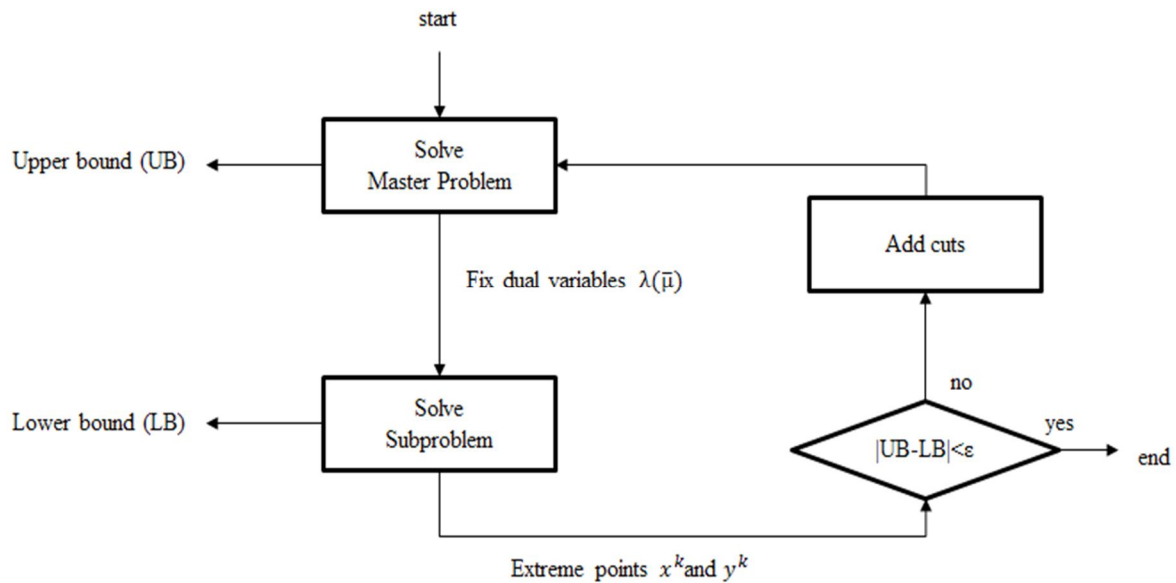 start
Upper bound (UB)
Solve
Master Problem
Add cuts
Fix dual variables λ(μ̄)
Lower bound (LB)
Solve
Subproblem
no
yes
|UB-LB|<ε
end
Extreme points x^k and y^k